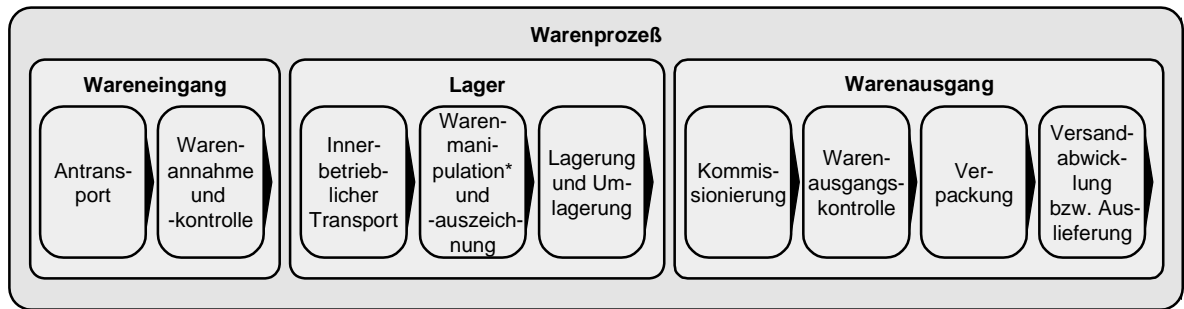 Warenprozeß
Wareneingang
Antrans-
port
Waren-
annahme
und
-kontrolle
Lager
Inner-
betrieb-
licher
Transport
Waren-
mani-
pulation*
und
-auszeich-
nung
Lagerung
und Um-
lagerung
Warenausgang
Kommis-
sionierung
Waren-
ausgangs-
kontrolle
Ver-
packung
Versand-
abwick-
lung
bzw. Aus-
lieferung